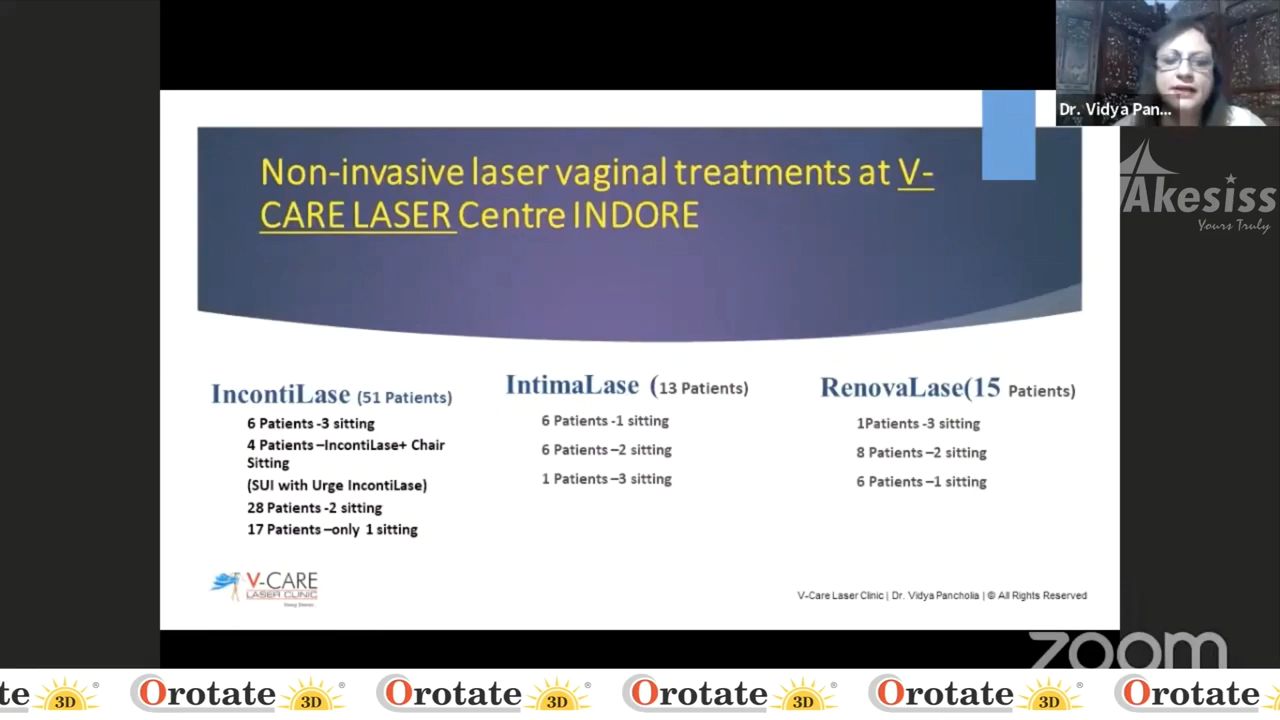 Dr. Vidya Pan...
Akesiss
Yours Truly
Non-invasive laser vaginal treatments at V-
CARE LASER Centre INDORE
IncontiLase (51 Patients)
6 Patients -3 sitting
4 Patients –IncontiLase+ Chair
Sitting
(SUI with Urge IncontiLase)
28 Patients -2 sitting
17 Patients –only 1 sitting
IntimaLase (13 Patients)
6 Patients -1 sitting
6 Patients –2 sitting
1 Patients –3 sitting
RenovaLase(15 Patients)
1Patients -3 sitting
8 Patients –2 sitting
6 Patients –1 sitting
V-CARE
LASER CLINIC
V-Care Laser Clinic | Dr. Vidya Pancholia | © All Rights Reserved
zoom
te 3D ® Orotate 3D ® Orotate 3D ® Orotate 3D ® Orotate 3D ® Orotate